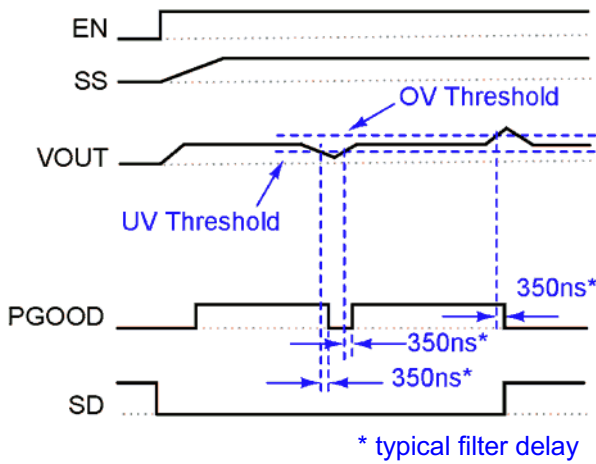 EN
SS
OV Threshold
VOUT
UV Threshold
350ns*
PGOOD
350ns*
350ns*
SD
* typical filter delay